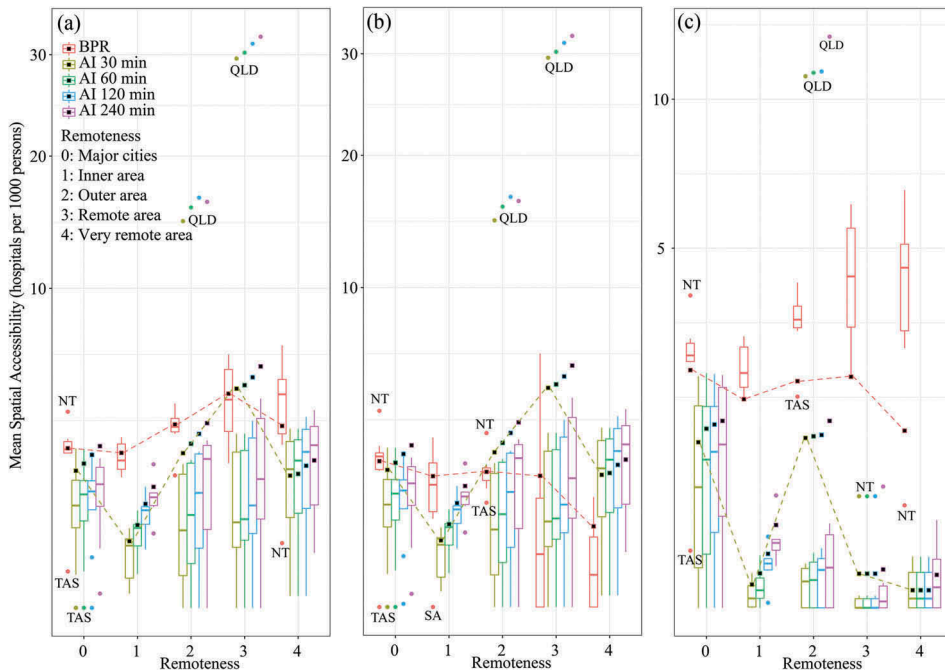 Mean Spatial Accessibility (hospitals per 1000 persons)
(a)
BPR
AI 30 min
AI 60 min
AI 120 min
AI 240 min
Remoteness
0: Major cities
1: Inner area
2: Outer area
3: Remote area
4: Very remote area
30
20
10
QLD
QLD
NT
TAS
TAS
NT
0 1 2 3 4
Remoteness
(b)
30
20
10
QLD
QLD
NT
NT
TAS
TAS
SA
0 1 2 3 4
Remoteness
(c)
10
5
QLD
QLD
NT
TAS
NT
NT
TAS
0 1 2 3 4
Remoteness